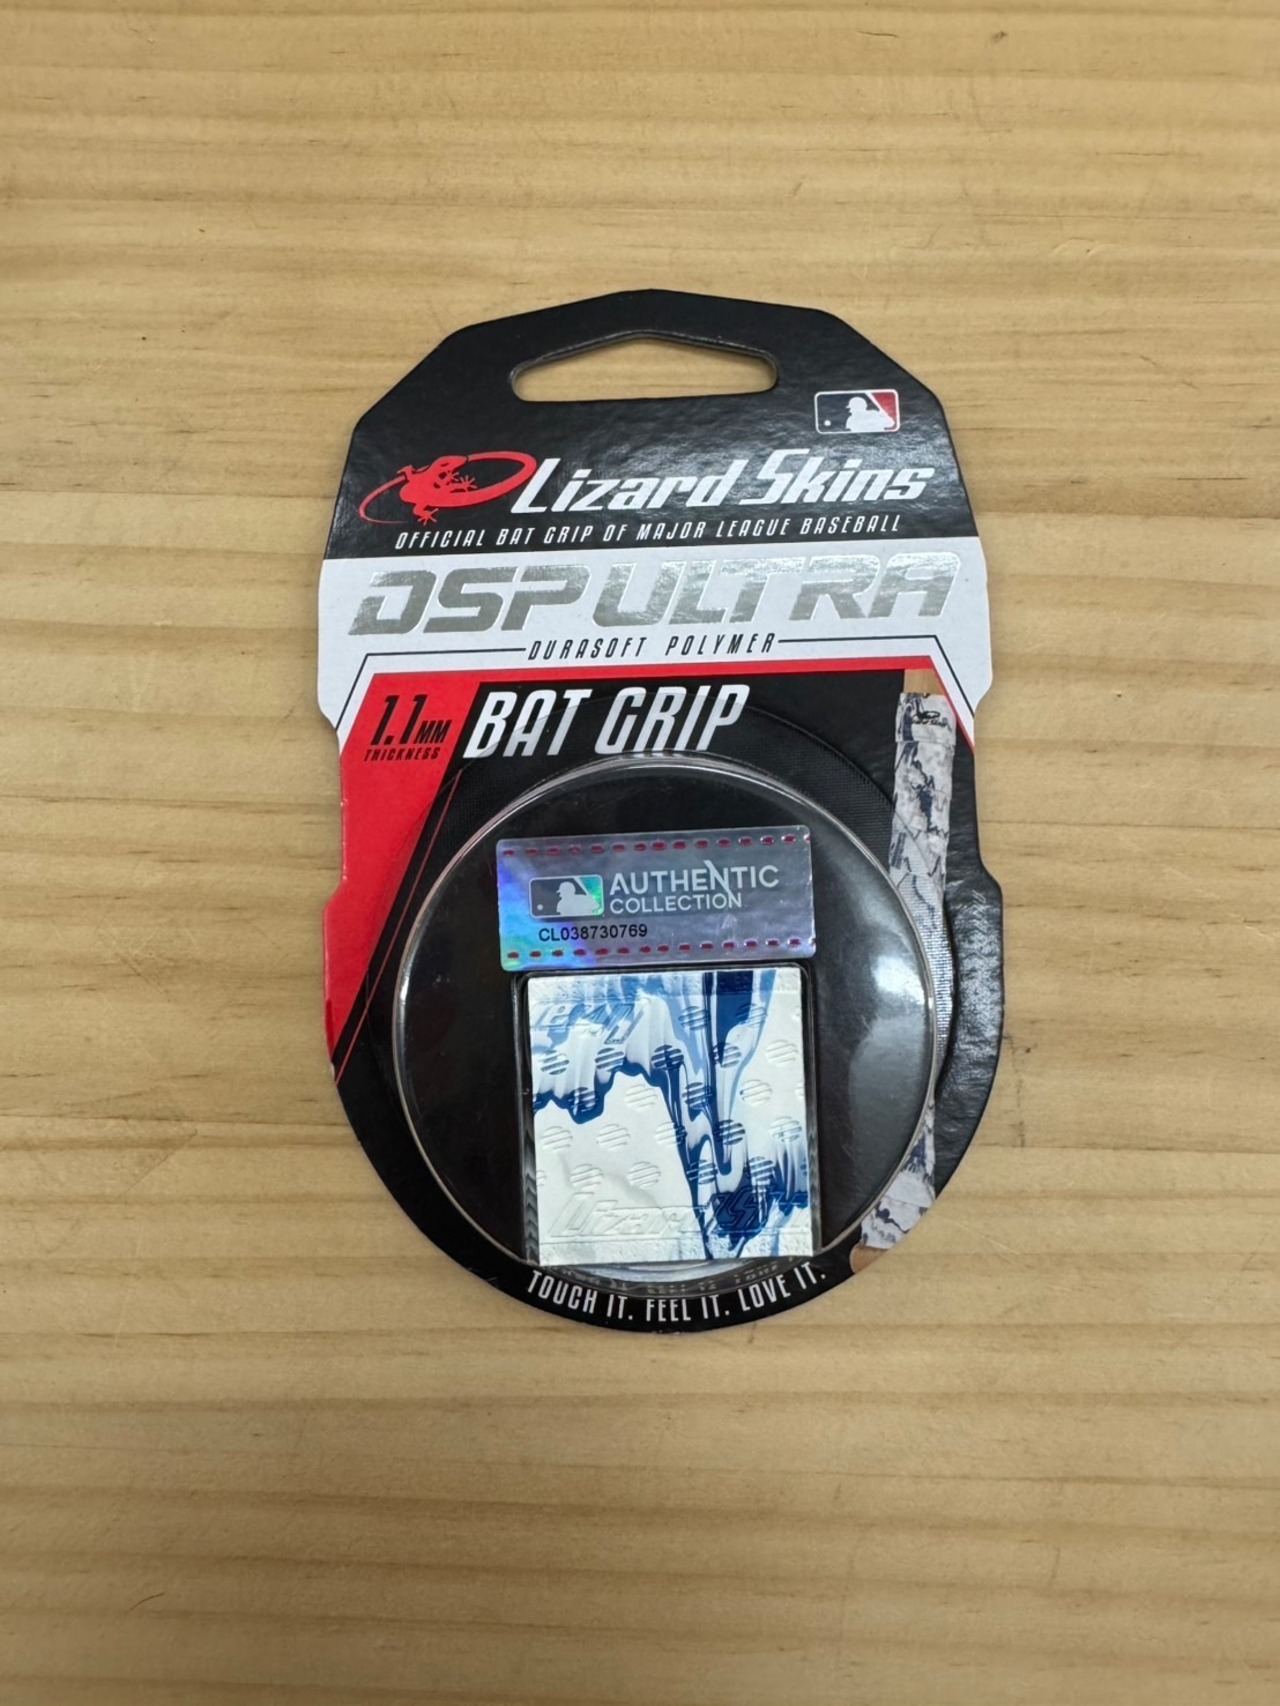 Lizard Skins
OFFICIAL BAT GRIP OF MAJOR LEAGUE BASEBALL
DSP ULTRA
DURASOFT POLYMER
1.1MM
THICKNESS
BAT GRIP
AUTHENTIC
COLLECTION
CL038730769
Lizard
TOUCH IT. FEEL IT. LOVE IT.